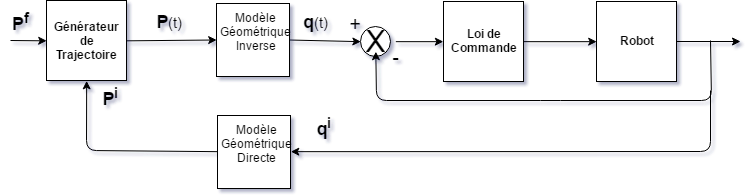 P^f
Générateur
de
Trajectoire
P(t)
Modèle
Géométrique
Inverse
q(t)
+
X
-
Loi de
Commande
Robot
P^i
Modèle
Géométrique
Directe
q^i